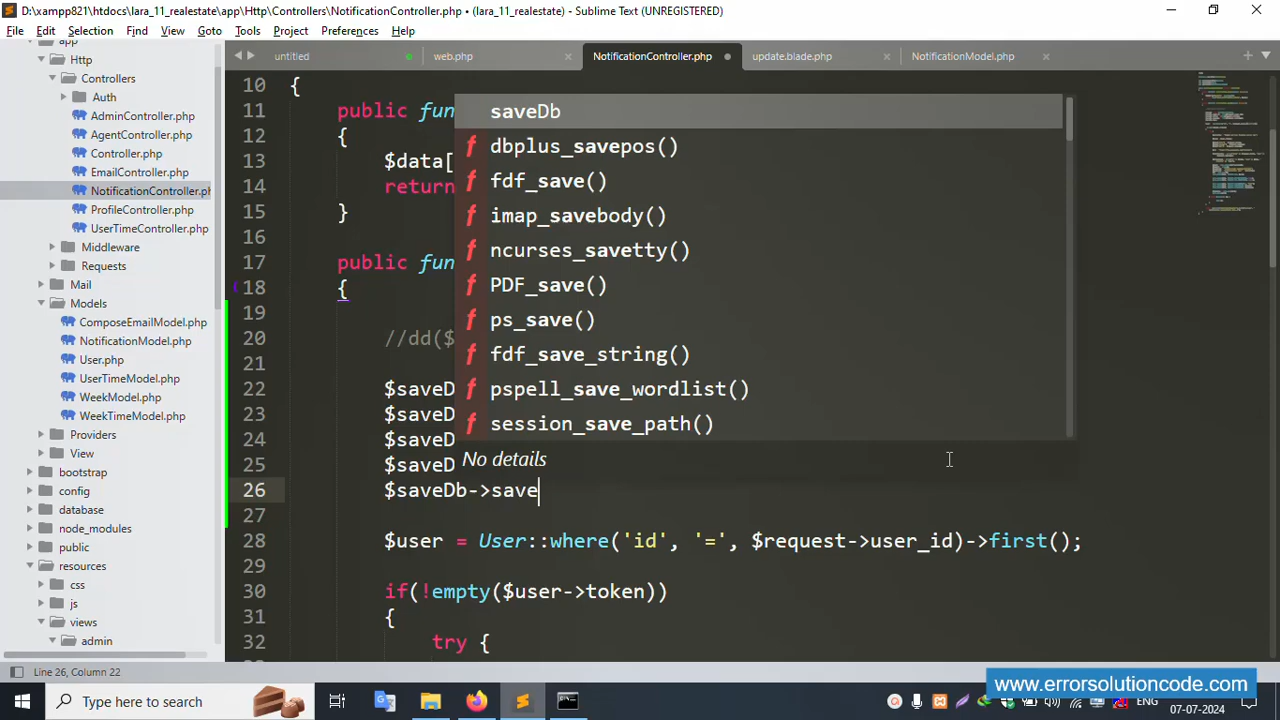 D:\xampp821\htdocs\lara_11_realestate\app\Http\Controllers\NotificationController.php • (lara_11_realestate) - Sublime Text (UNREGISTERED)
File Edit Selection Find View Goto Tools Project Preferences Help
untitled web.php NotificationController.php update.blade.php NotificationModel.php
app
Http
Controllers
Auth
AdminController.php
AgentController.php
Controller.php
EmailController.php
NotificationController.ph
ProfileController.php
UserTimeController.php
Middleware
Requests
Mail
Models
ComposeEmailModel.php
NotificationModel.php
User.php
UserTimeModel.php
WeekModel.php
WeekTimeModel.php
Providers
View
bootstrap
config
database
node_modules
public
resources
css
js
views
admin
10 {
11 public fun
12 {
13 $data[
14 return
15 }
16
17 public fun
18 {
19
20 //dd($
21
22 $saveD
23 $saveD
24 $saveD
25 $saveD
26 $saveDb->save
27
28 $user = User::where('id', '=', $request->user_id)->first();
29
30 if(!empty($user->token))
31 {
32 try {
saveDb
f dbplus_savepos()
f fdf_save()
f imap_savebody()
f ncurses_savetty()
f PDF_save()
f ps_save()
f fdf_save_string()
f pspell_save_wordlist()
f session_save_path()
No details
Line 26, Column 22
www.errorsolutioncode.com
Type here to search
ENG
07-07-2024